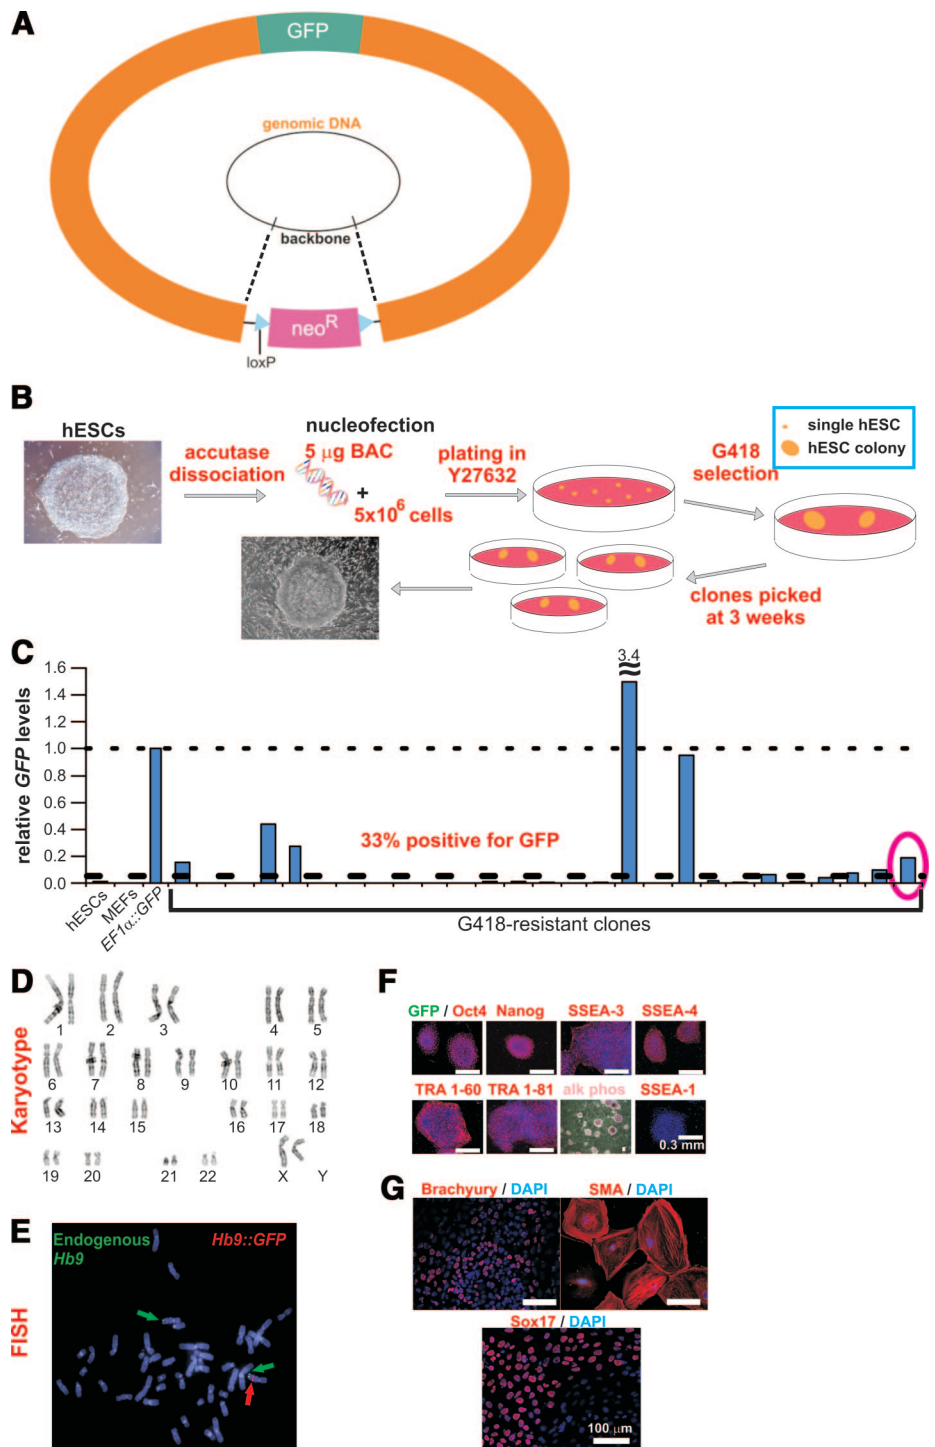 A
GFP
genomic DNA
backbone
neoR
loxP
B
hESCs
accutase
dissociation
nucleofection
5 μg BAC
+
5x10^6 cells
plating in
Y27632
G418
selection
single hESC
hESC colony
clones picked
at 3 weeks
C
relative GFP levels
1.6
1.4
1.2
1.0
0.8
0.6
0.4
0.2
0.0
3.4
33% positive for GFP
hESCs
MEFs
EF1α::GFP
G418-resistant clones
D
Karyotype
1 2 3 4 5
6 7 8 9 10 11 12
13 14 15 16 17 18
19 20 21 22 X Y
E
FISH
Endogenous
Hb9
Hb9::GFP
F
GFP / Oct4 Nanog SSEA-3 SSEA-4
TRA 1-60 TRA 1-81 alk phos SSEA-1
0.3 mm
G
Brachyury / DAPI SMA / DAPI
Sox17 / DAPI
100 μm